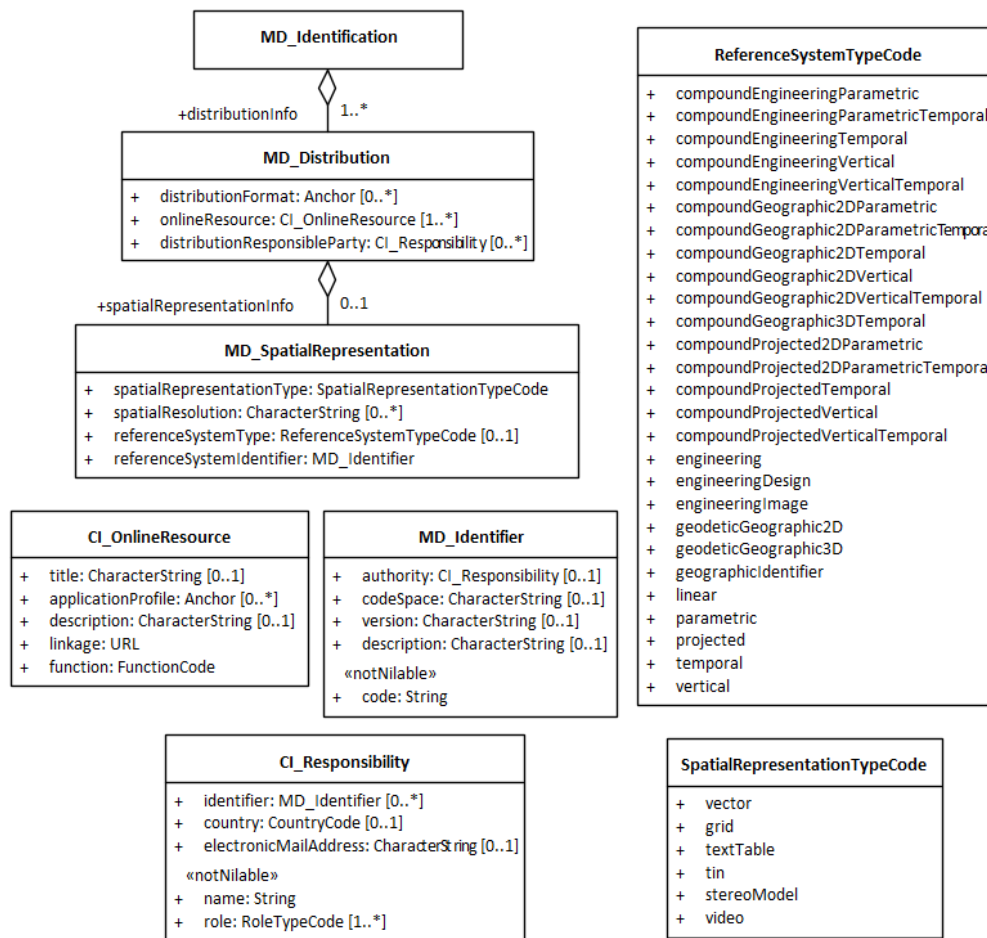 MD_Identification
+distributionInfo
1..*
MD_Distribution
+ distributionFormat: Anchor [0..*]
+ onlineResource: CI_OnlineResource [1..*]
+ distributionResponsibleParty: CI_Responsibility [0..*]
+spatialRepresentationInfo
0..1
MD_SpatialRepresentation
+ spatialRepresentationType: SpatialRepresentationTypeCode
+ spatialResolution: CharacterString [0..*]
+ referenceSystemType: ReferenceSystemTypeCode [0..1]
+ referenceSystemIdentifier: MD_Identifier
CI_OnlineResource
+ title: CharacterString [0..1]
+ applicationProfile: Anchor [0..*]
+ description: CharacterString [0..1]
+ linkage: URL
+ function: FunctionCode
MD_Identifier
+ authority: CI_Responsibility [0..1]
+ codeSpace: CharacterString [0..1]
+ version: CharacterString [0..1]
+ description: CharacterString [0..1]
«notNilable»
+ code: String
CI_Responsibility
+ identifier: MD_Identifier [0..*]
+ country: CountryCode [0..1]
+ electronicMailAddress: CharacterString [0..1]
«notNilable»
+ name: String
+ role: RoleTypeCode [1..*]
ReferenceSystemTypeCode
+ compoundEngineeringParametric
+ compoundEngineeringParametricTemporal
+ compoundEngineeringTemporal
+ compoundEngineeringVertical
+ compoundEngineeringVerticalTemporal
+ compoundGeographic2DParametric
+ compoundGeographic2DParametricTempora
+ compoundGeographic2DTemporal
+ compoundGeographic2DVertical
+ compoundGeographic2DVerticalTemporal
+ compoundGeographic3DTemporal
+ compoundProjected2DParametric
+ compoundProjected2DParametricTemporal
+ compoundProjectedTemporal
+ compoundProjectedVertical
+ compoundProjectedVerticalTemporal
+ engineering
+ engineeringDesign
+ engineeringImage
+ geodeticGeographic2D
+ geodeticGeographic3D
+ geographicIdentifier
+ linear
+ parametric
+ projected
+ temporal
+ vertical
SpatialRepresentationTypeCode
+ vector
+ grid
+ textTable
+ tin
+ stereoModel
+ video